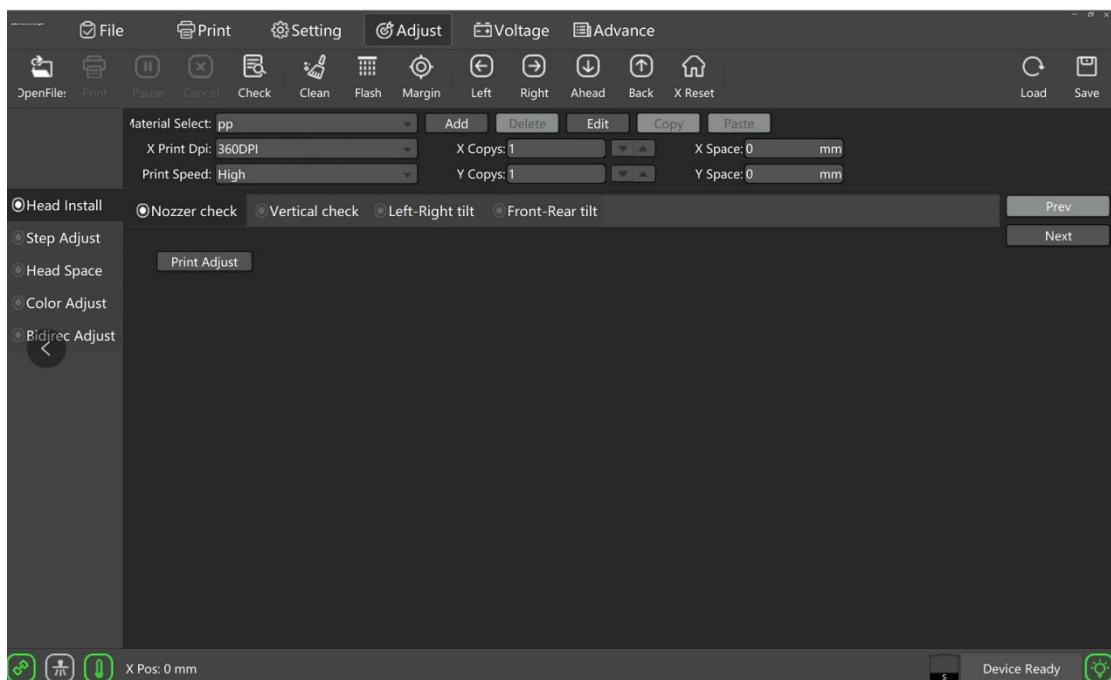 File Print Setting Adjust Voltage Advance
OpenFiles Print Pause Cancel Check Clean Flash Margin Left Right Ahead Back X Reset Load Save
Material Select: pp Add Delete Edit Copy Paste
X Print Dpi: 360DPI X Copys: 1 X Space: 0 mm
Print Speed: High Y Copys: 1 Y Space: 0 mm
Head Install Nozzer check Vertical check Left-Right tilt Front-Rear tilt Prev
Step Adjust Next
Print Adjust
Head Space
Color Adjust
Bidirec Adjust
X Pos: 0 mm S Device Ready